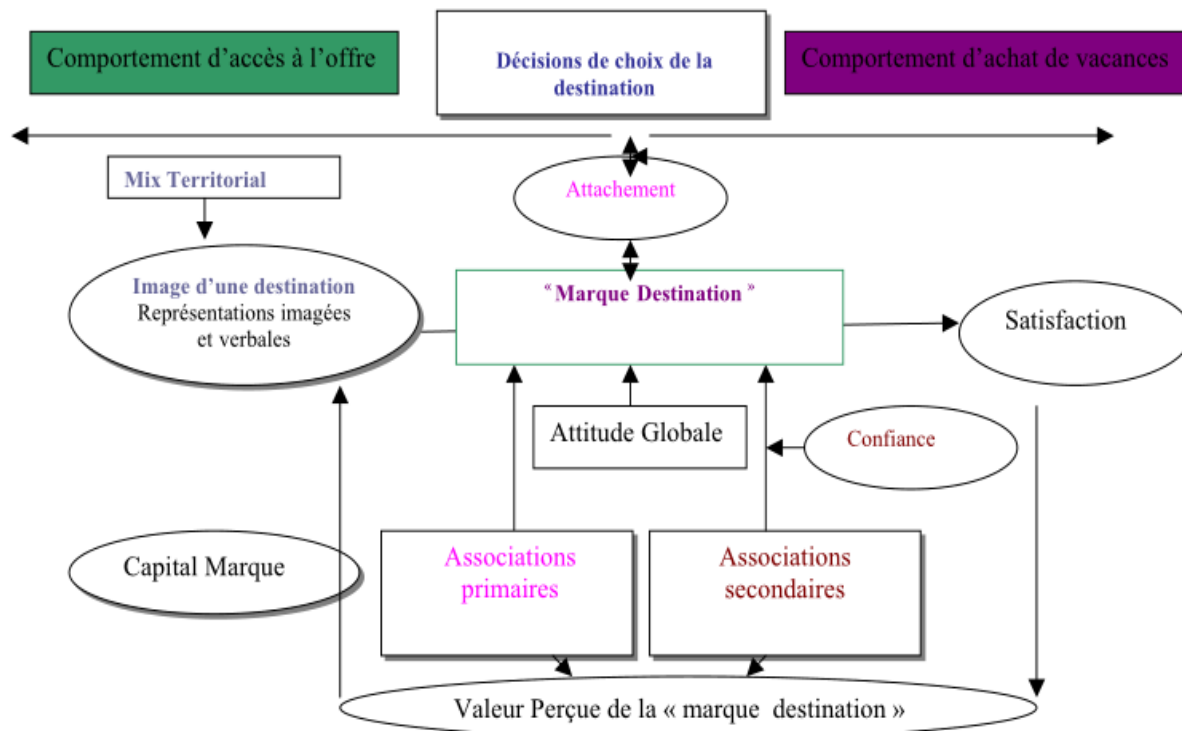 Comportement d’accès à l’offre
Décisions de choix de la
destination
Comportement d’achat de vacances
Mix Territorial
Attachement
Image d’une destination
Représentations imagées
et verbales
« Marque Destination »
Satisfaction
Attitude Globale
Confiance
Capital Marque
Associations
primaires
Associations
secondaires
Valeur Perçue de la « marque destination »